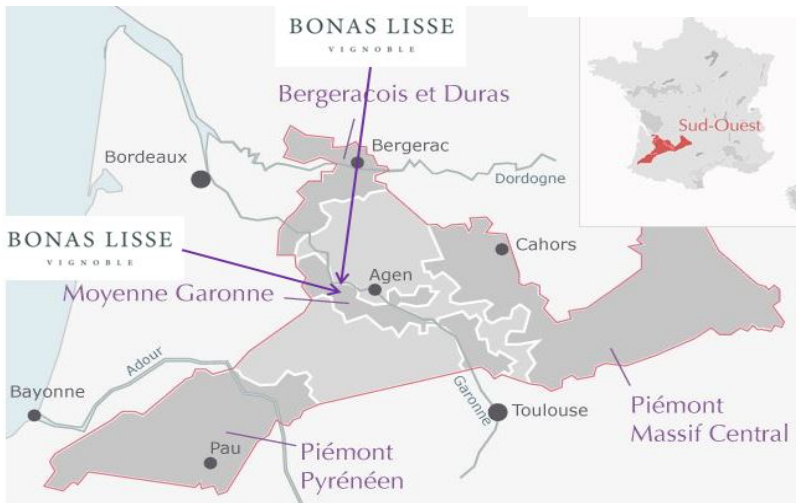 BONAS LISSE
VIGNOBLE
Bergeracois et Duras
Sud-Ouest
Bordeaux
Bergerac
Dordogne
BONAS LISSE
VIGNOBLE
Cahors
Agen
Moyenne Garonne
Adour
Bayonne
Garonne
Toulouse
Piémont
Massif Central
Pau
Piémont
Pyrénéen